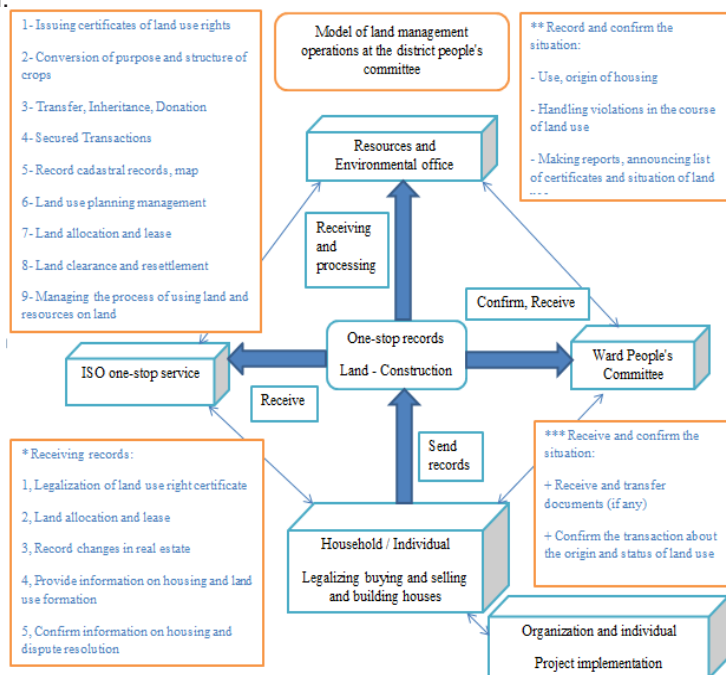 1- Issuing certificates of land use rights
2- Conversion of purpose and structure of
crops
3- Transfer, Inheritance, Donation
4- Secured Transactions
5- Record cadastral records, map
6- Land use planning management
7- Land allocation and lease
8- Land clearance and resettlement
9- Managing the process of using land and
resources on land
Model of land management
operations at the district people's
committee
** Record and confirm the
situation:
- Use, origin of housing
- Handling violations in the course
of land use
- Making reports, announcing list
of certificates and situation of land
Resources and
Environmental office
Receiving
and
processing
Confirm, Receive
One-stop records
Land - Construction
ISO one-stop service
Ward People's
Committee
Receive
Send
records
* Receiving records:
1, Legalization of land use right certificate
2, Land allocation and lease
3, Record changes in real estate
4, Provide information on housing and land
use formation
5, Confirm information on housing and
dispute resolution
*** Receive and confirm the
situation:
+ Receive and transfer
documents (if any)
+ Confirm the transaction about
the origin and status of land use
Household / Individual
Legalizing buying and selling
and building houses
Organization and individual
Project implementation